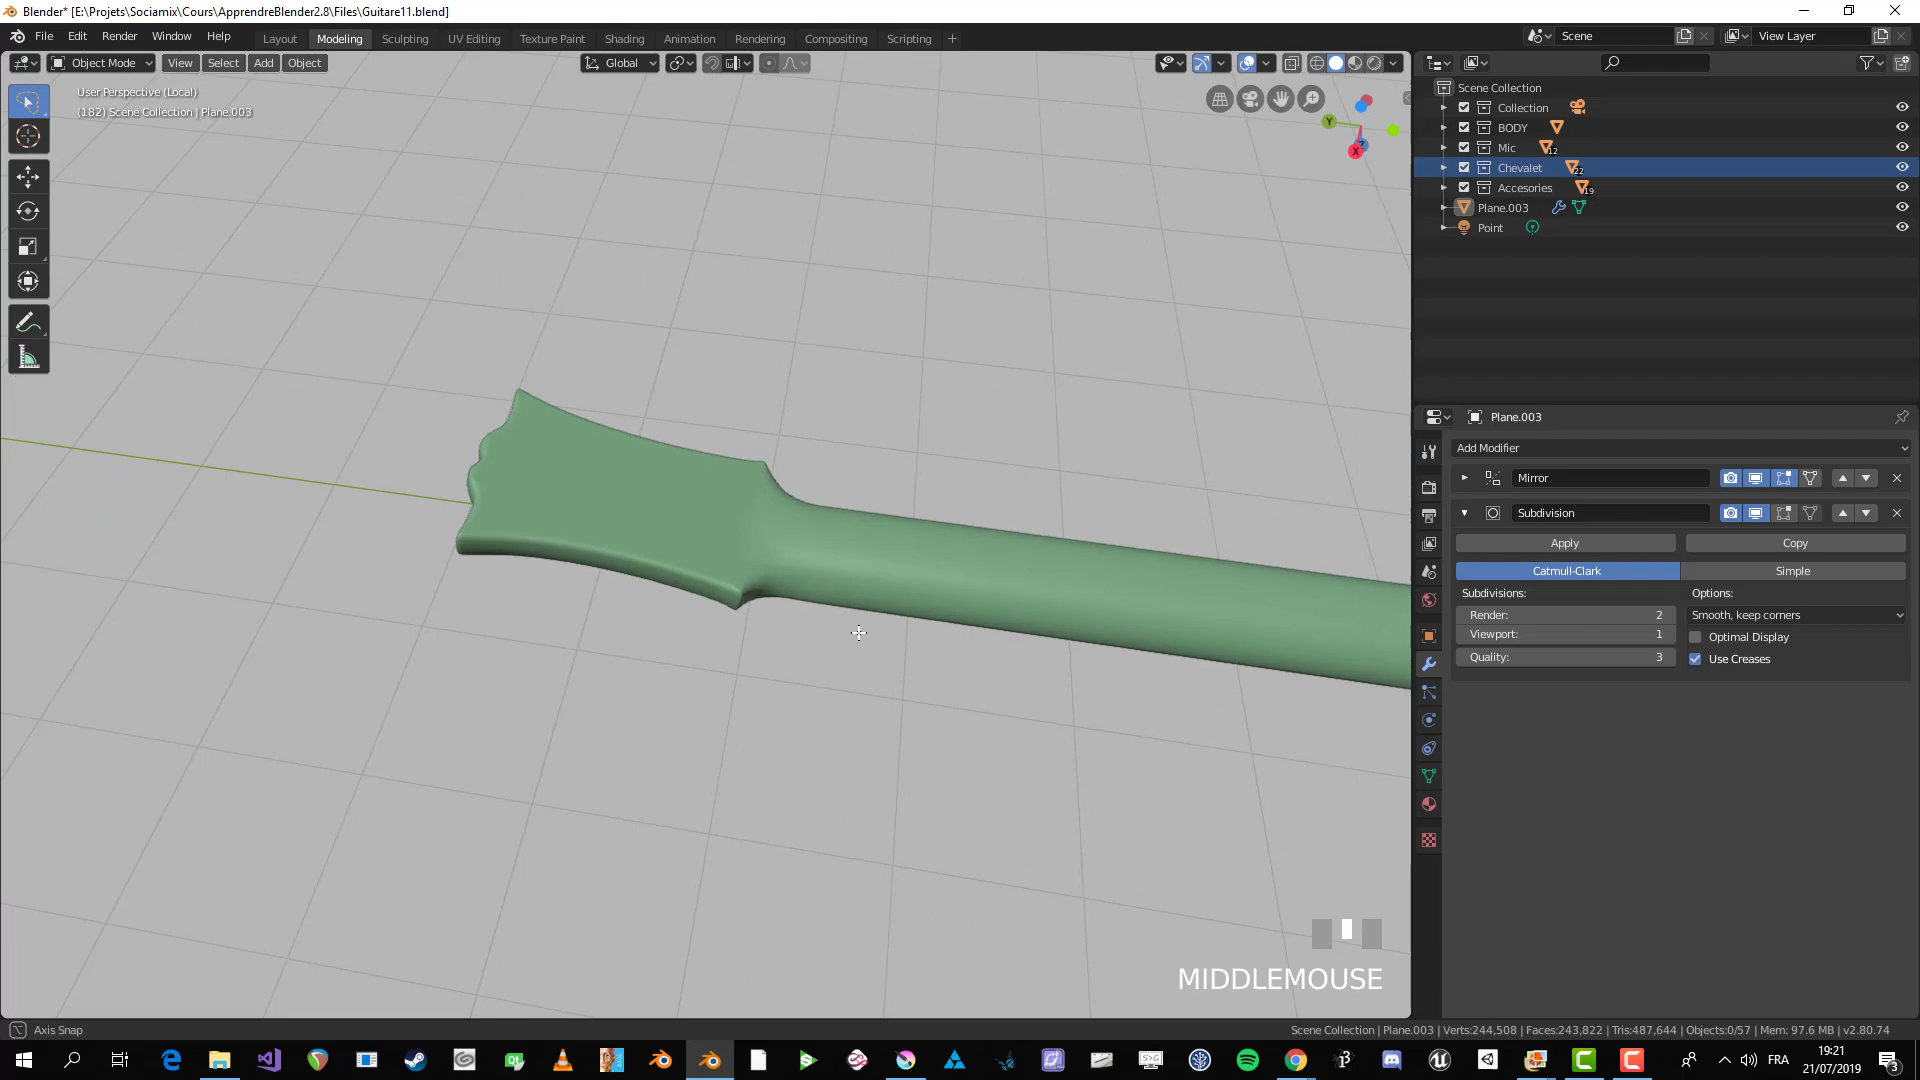 Blender* [E:\Projets\Sociamix\Cours\ApprendreBlender2.8\Files\Guitare11.blend]
File Edit Render Window Help
Layout Modeling Sculpting UV Editing Texture Paint Shading Animation Rendering Compositing Scripting
Scene
View Layer
Object Mode View Select Add Object
Global
User Perspective (Local)
(182) Scene Collection | Plane.003
Y
X
Z
Scene Collection
Collection
BODY
Mic 12
Chevalet 22
Accesories 19
Plane.003
Point
Plane.003
Add Modifier
Mirror
Subdivision
Apply Copy
Catmull-Clark Simple
Subdivisions: Options:
Render: 2 Smooth, keep corners
Viewport: 1 Optimal Display
Quality: 3 Use Creases
MIDDLEMOUSE
Axis Snap
Scene Collection | Plane.003 | Verts:244,508 | Faces:243,822 | Tris:487,644 | Objects:0/57 | Mem: 97.6 MB | v2.80.74
FRA
19:21
21/07/2019
3